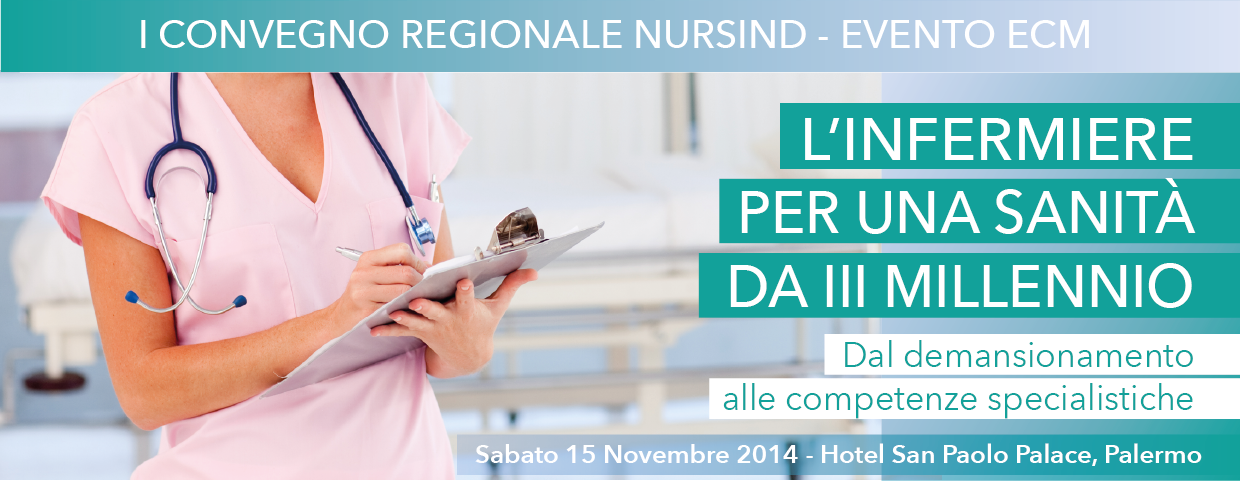 I CONVEGNO REGIONALE NURSIND - EVENTO ECM
L'INFERMIERE
PER UNA SANITÀ
DA III MILLENNIO
Dal demansionamento
alle competenze specialistiche
Sabato 15 Novembre 2014 - Hotel San Paolo Palace, Palermo